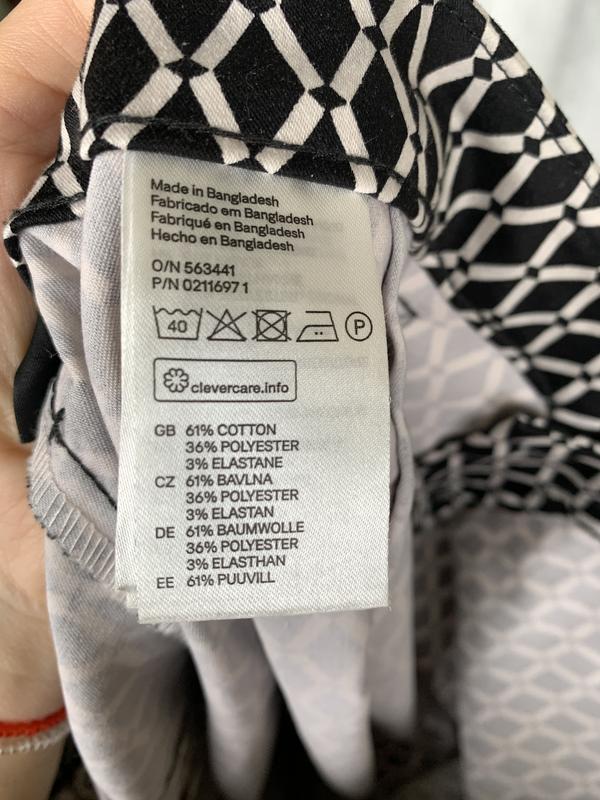 Made in Bangladesh
Fabricado em Bangladesh
Fabriqué en Bangladesh
Hecho en Bangladesh
O/N 563441
P/N 0211697 1
40 P
clevercare.info
GB 61% COTTON
36% POLYESTER
3% ELASTANE
CZ 61% BAVLNA
36% POLYESTER
3% ELASTAN
DE 61% BAUMWOLLE
36% POLYESTER
3% ELASTHAN
EE 61% PUUVILL